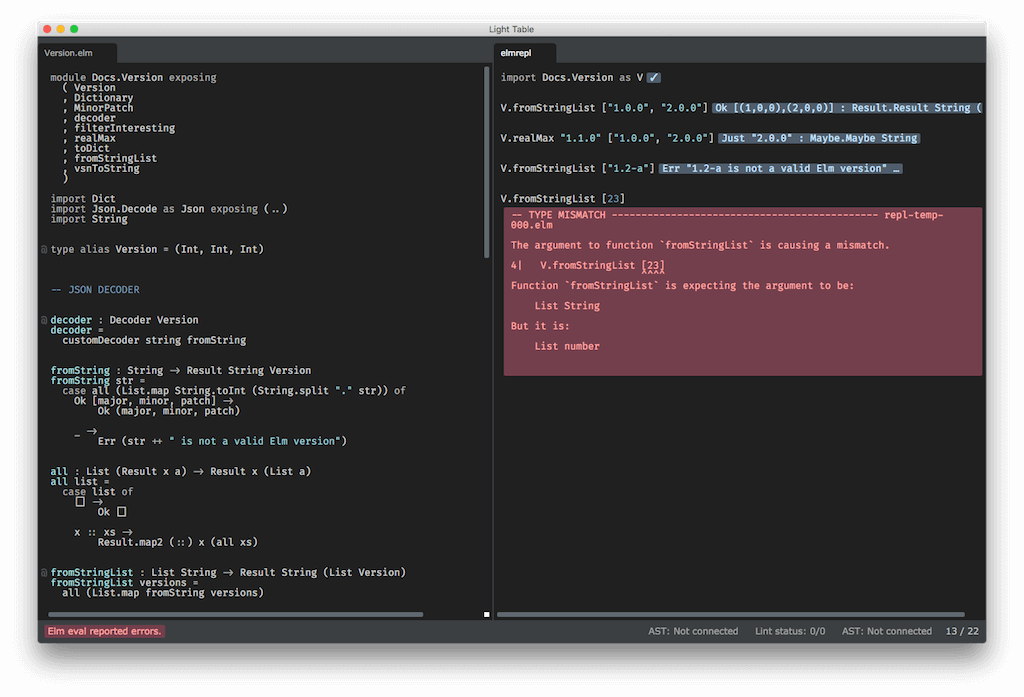 Light Table
Version.elm
module Docs.Version exposing
( Version
, Dictionary
, MinorPatch
, decoder
, filterInteresting
, realMax
, toDict
, fromStringList
, vsnToString
)
import Dict
import Json.Decode as Json exposing (..)
import String
type alias Version = (Int, Int, Int)
-- JSON DECODER
decoder : Decoder Version
decoder =
customDecoder string fromString
fromString : String → Result String Version
fromString str =
case all (List.map String.toInt (String.split "." str)) of
Ok [major, minor, patch] →
Ok (major, minor, patch)
_ →
Err (str ++ " is not a valid Elm version")
all : List (Result x a) → Result x (List a)
all list =
case list of
[] →
Ok []
x :: xs →
Result.map2 (::) x (all xs)
fromStringList : List String → Result String (List Version)
fromStringList versions =
all (List.map fromString versions)
elmrepl
import Docs.Version as V ✓
V.fromStringList ["1.0.0", "2.0.0"] Ok [(1,0,0),(2,0,0)] : Result.Result String (
V.realMax "1.1.0" ["1.0.0", "2.0.0"] Just "2.0.0" : Maybe.Maybe String
V.fromStringList ["1.2-a"] Err "1.2-a is not a valid Elm version" …
V.fromStringList [23]
-- TYPE MISMATCH --------------------------------------------- repl-temp-
000.elm
The argument to function `fromStringList` is causing a mismatch.
4| V.fromStringList [23]
^^^^
Function `fromStringList` is expecting the argument to be:
List String
But it is:
List number
Elm eval reported errors.
AST: Not connected Lint status: 0/0 AST: Not connected 13 / 22